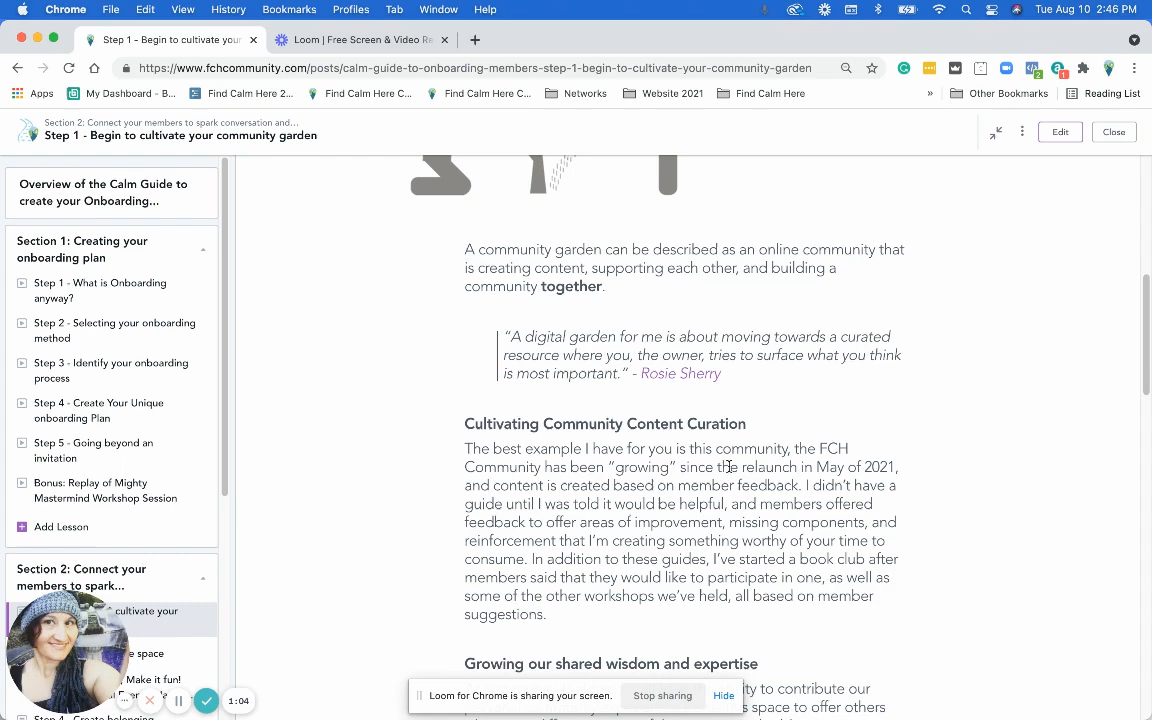 Chrome File Edit View History Bookmarks Profiles Tab Window Help Tue Aug 10 2:46 PM
Step 1 - Begin to cultivate your Loom | Free Screen & Video Re
https://www.fchcommunity.com/posts/calm-guide-to-onboarding-members-step-1-begin-to-cultivate-your-community-garden
Apps My Dashboard - B... Find Calm Here 2... Find Calm Here C... Find Calm Here C... Networks Website 2021 Find Calm Here » Other Bookmarks Reading List
Section 2: Connect your members to spark conversation and...
Step 1 - Begin to cultivate your community garden
Edit Close
Overview of the Calm Guide to
create your Onboarding...
Section 1: Creating your
onboarding plan
Step 1 - What is Onboarding
anyway?
Step 2 - Selecting your onboarding
method
Step 3 - Identify your onboarding
process
Step 4 - Create Your Unique
onboarding Plan
Step 5 - Going beyond an
invitation
Bonus: Replay of Mighty
Mastermind Workshop Session
Add Lesson
Section 2: Connect your
members to spark...
cultivate your
e space
Make it fun!
1:04
A community garden can be described as an online community that
is creating content, supporting each other, and building a
community together.
“A digital garden for me is about moving towards a curated
resource where you, the owner, tries to surface what you think
is most important.” - Rosie Sherry
Cultivating Community Content Curation
The best example I have for you is this community, the FCH
Community has been “growing” since the relaunch in May of 2021,
and content is created based on member feedback. I didn’t have a
guide until I was told it would be helpful, and members offered
feedback to offer areas of improvement, missing components, and
reinforcement that I’m creating something worthy of your time to
consume. In addition to these guides, I’ve started a book club after
members said that they would like to participate in one, as well as
some of the other workshops we’ve held, all based on member
suggestions.
Growing our shared wisdom and expertise
ity to contribute our
s space to offer others
Loom for Chrome is sharing your screen. Stop sharing Hide